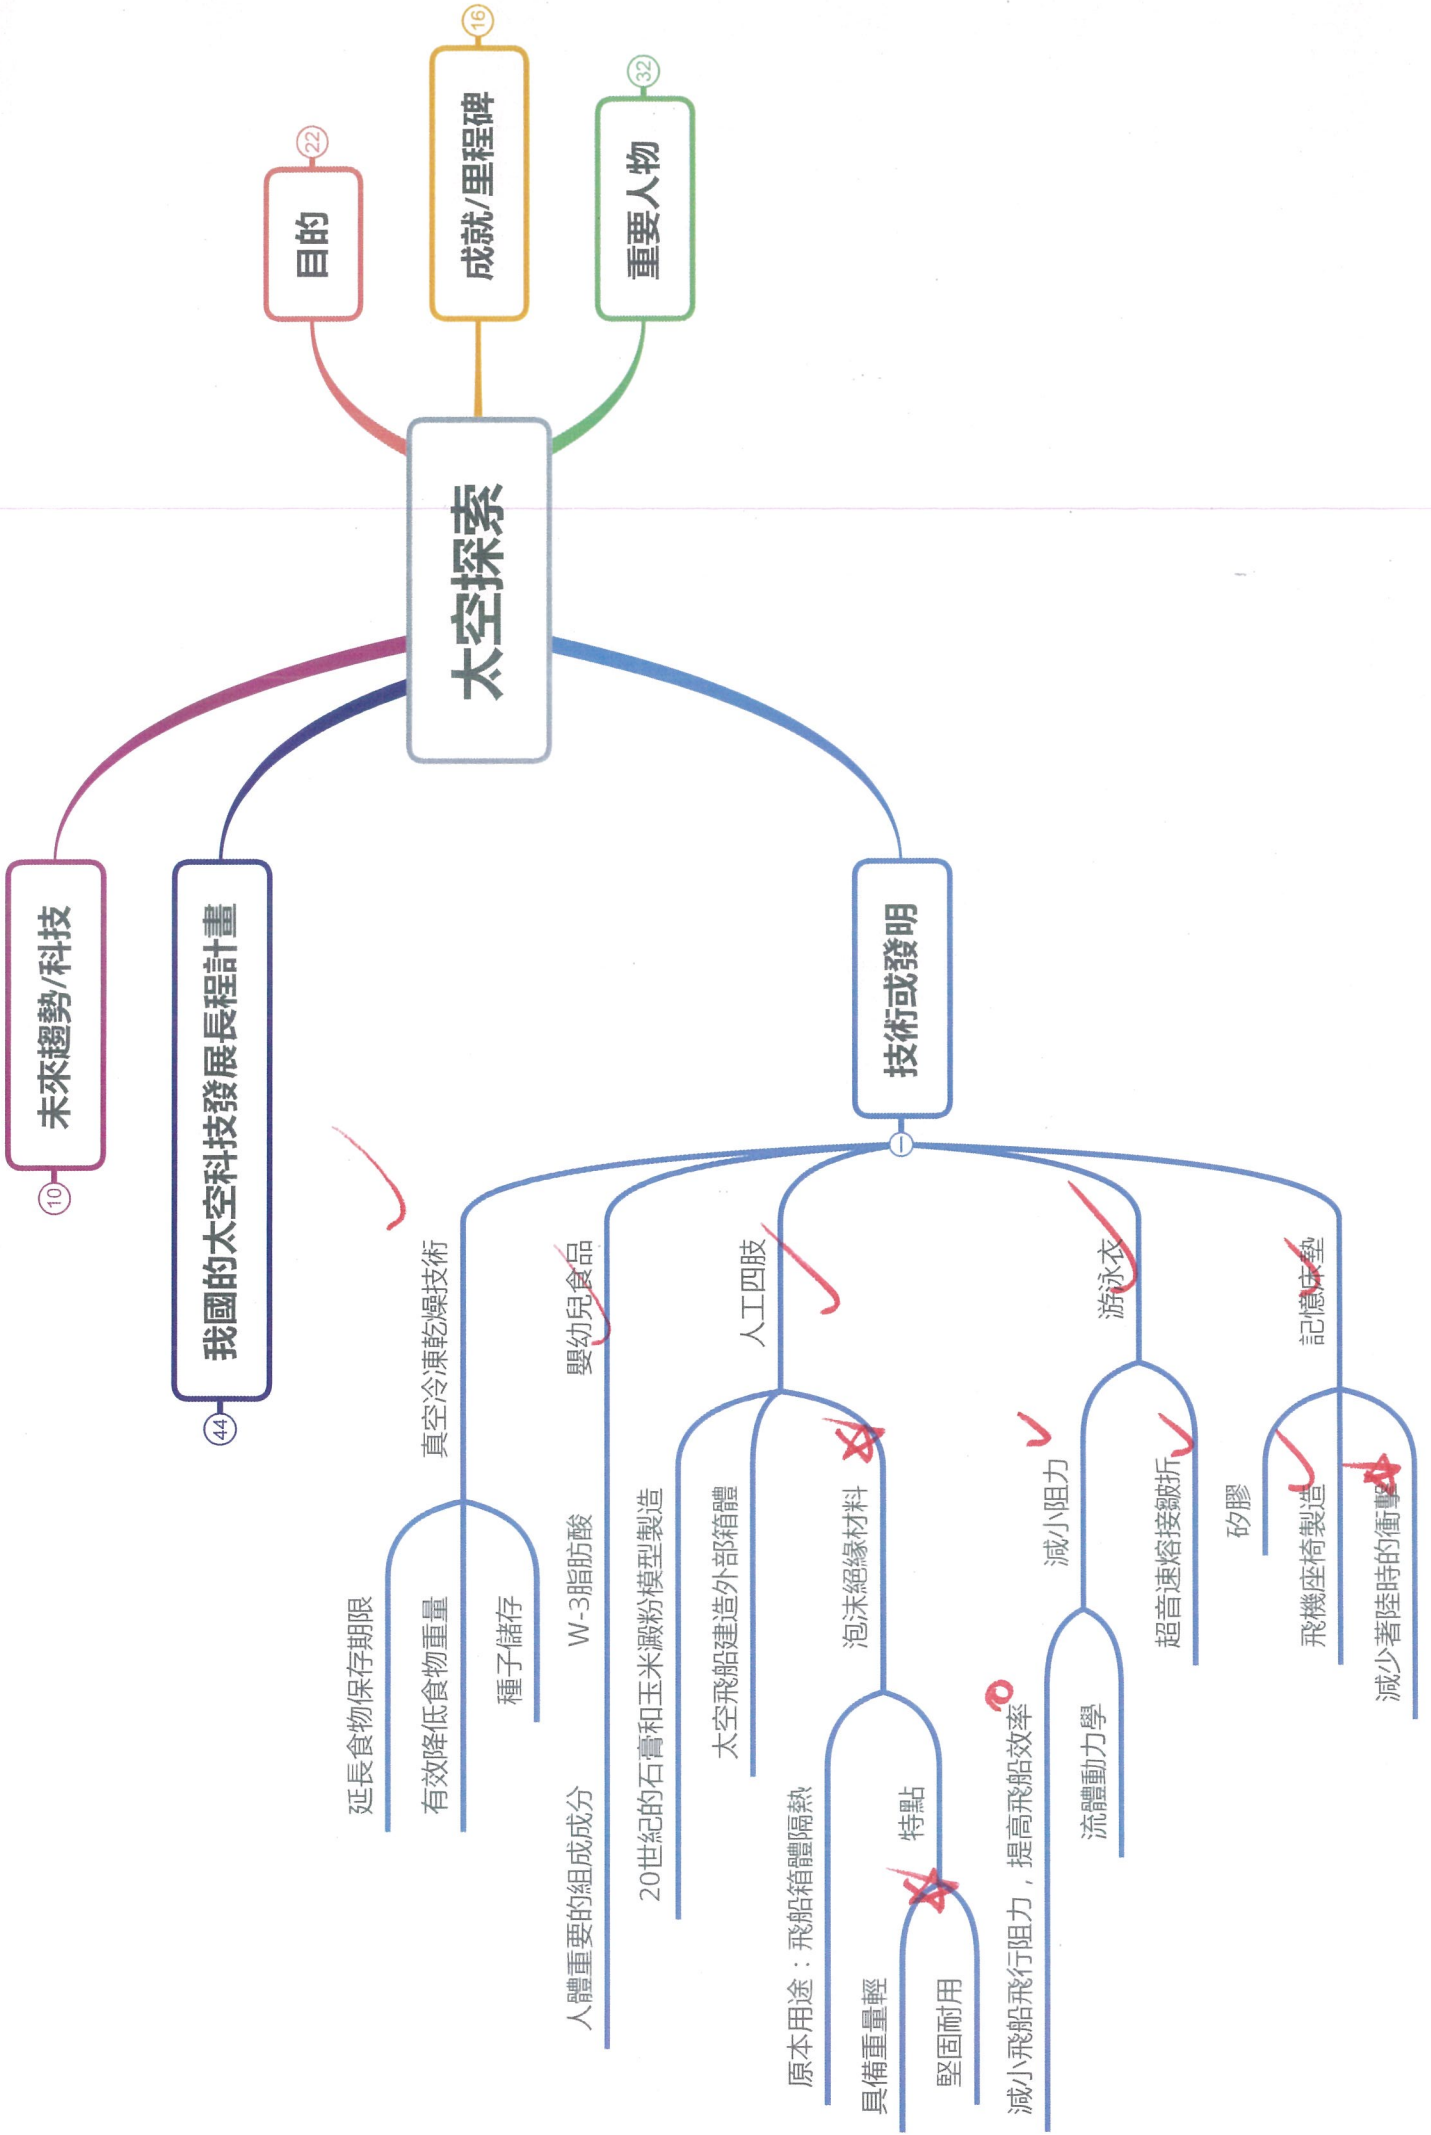 太空探索
目的
22
成就/里程碑
16
重要人物
32
未來趨勢/科技
10
我國的太空科技發展長程計畫
44
技術或發明
真空冷凍乾燥技術
延長食物保存期限
有效降低食物重量
種子儲存
嬰幼兒食品
W-3脂肪酸
人體重要的組成成分
人工四肢
20世紀的石膏和玉米澱粉模型製造
太空飛船建造外部箱體
泡沫絕緣材料
原本用途：飛船箱體隔熱
特點
具備重量輕
堅固耐用
游泳衣
減小阻力
減小飛船飛行阻力，提高飛船效率
流體動力學
超音速熔接皺折
記憶床墊
矽膠
飛機座椅製造
減少著陸時的衝擊